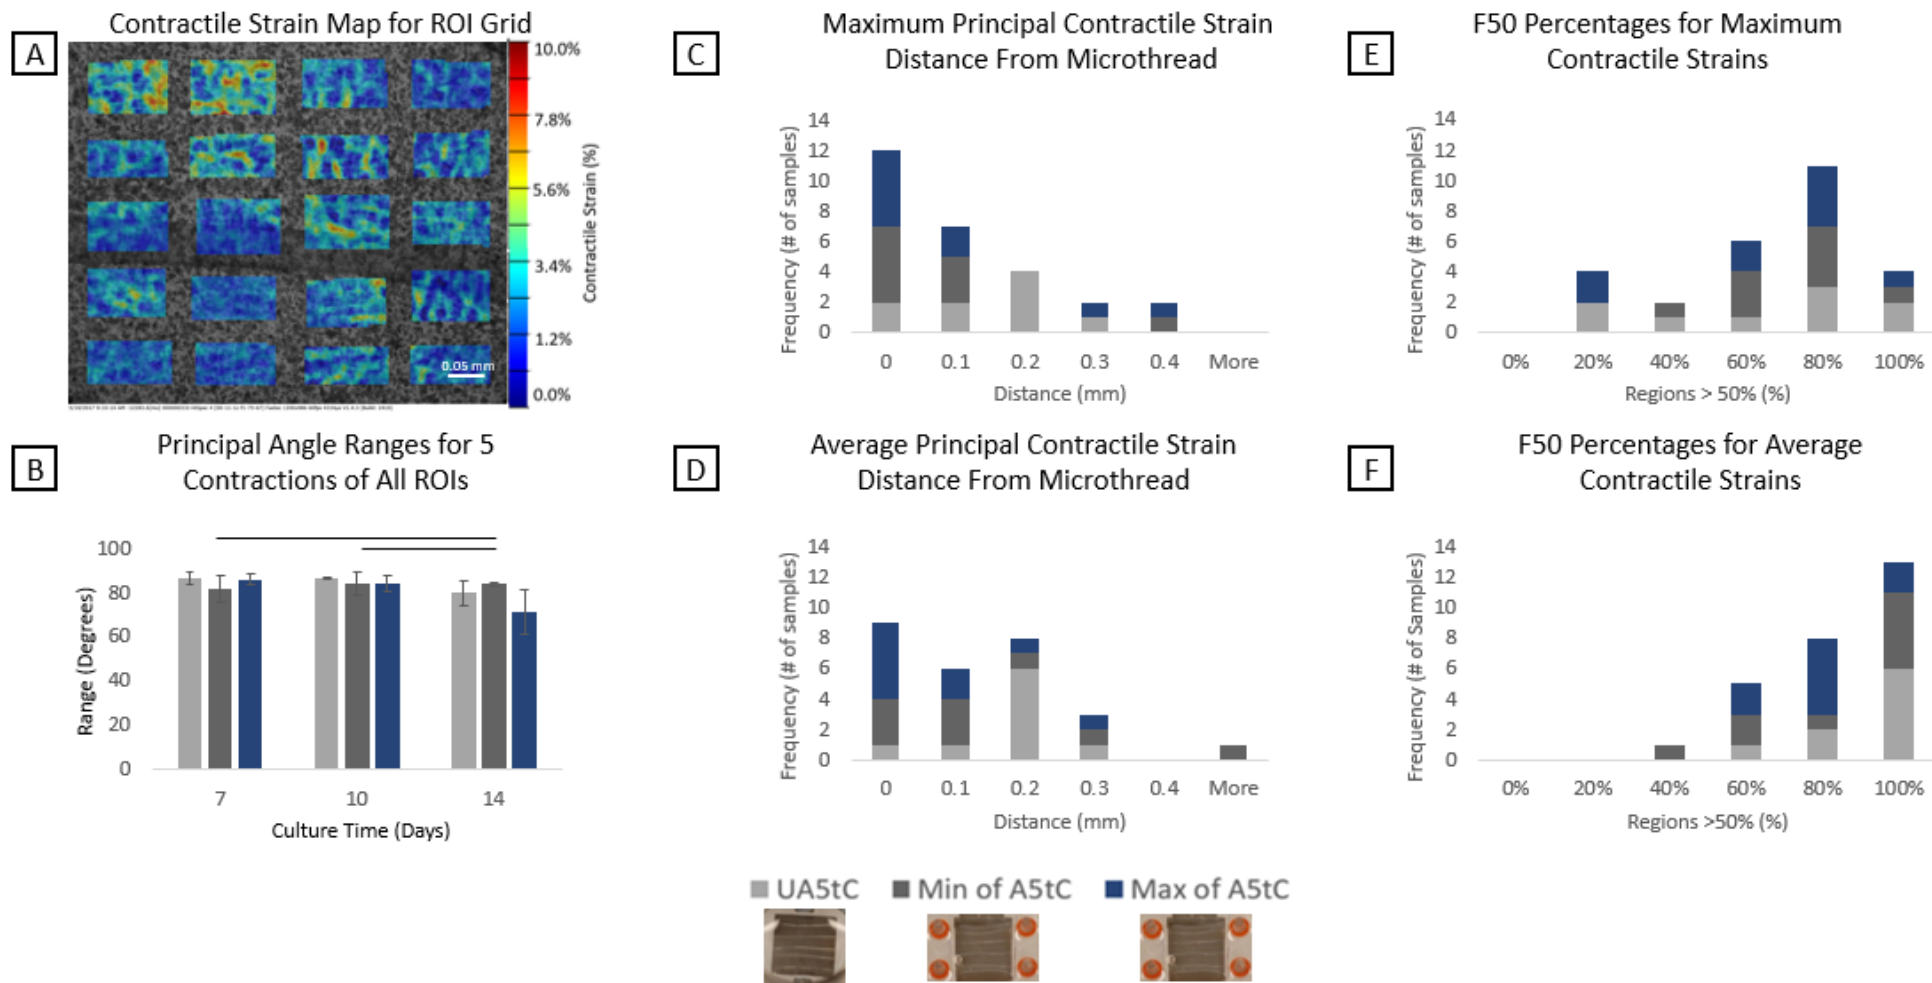 A
Contractile Strain Map for ROI Grid
10.0%
7.8%
5.6%
3.4%
1.2%
0.0%
Contractile Strain (%)
0.05 mm
B
Principal Angle Ranges for 5
Contractions of All ROIs
Range (Degrees)
100
80
60
40
20
0
7 10 14
Culture Time (Days)
C
Maximum Principal Contractile Strain
Distance From Microthread
Frequency (# of samples)
14
12
10
8
6
4
2
0
0 0.1 0.2 0.3 0.4 More
Distance (mm)
D
Average Principal Contractile Strain
Distance From Microthread
Frequency (# of samples)
14
12
10
8
6
4
2
0
0 0.1 0.2 0.3 0.4 More
Distance (mm)
E
F50 Percentages for Maximum
Contractile Strains
Frequency (# of samples)
14
12
10
8
6
4
2
0
0% 20% 40% 60% 80% 100%
Regions > 50% (%)
F
F50 Percentages for Average
Contractile Strains
Frequency (# of Samples)
14
12
10
8
6
4
2
0
0% 20% 40% 60% 80% 100%
Regions >50% (%)
UA5tC Min of A5tC Max of A5tC